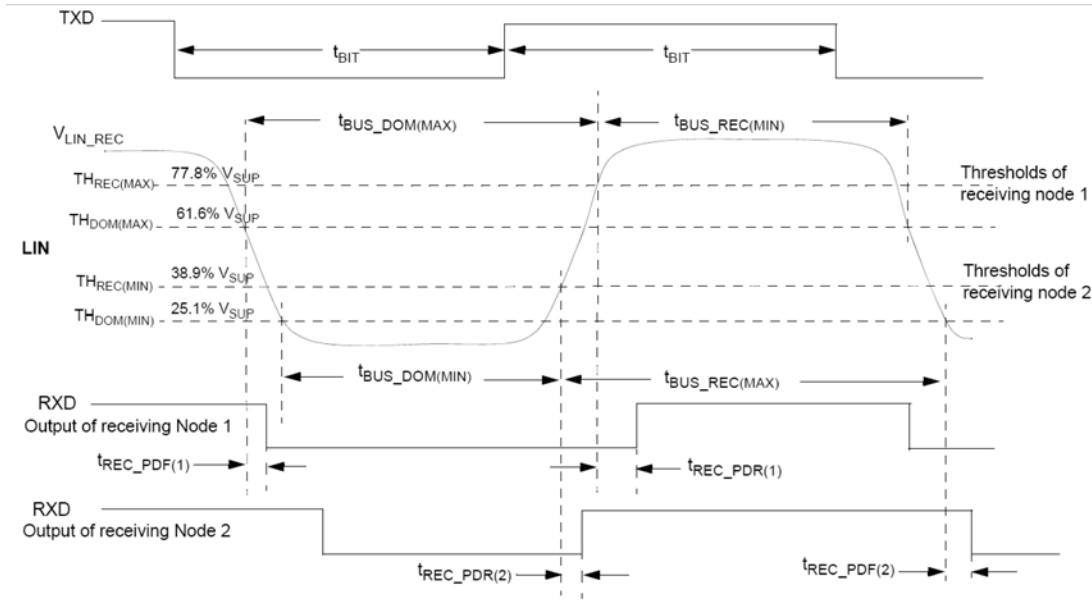 TXD
tBIT
tBIT
tBUS_DOM(MAX)
tBUS_REC(MIN)
VLIN_REC
THREC(MAX) 77.8% VSUP
Thresholds of
receiving node 1
THDOM(MAX) 61.6% VSUP
LIN
THREC(MIN) 38.9% VSUP
Thresholds of
receiving node 2
THDOM(MIN) 25.1% VSUP
tBUS_DOM(MIN)
tBUS_REC(MAX)
RXD
Output of receiving Node 1
tREC_PDF(1)
tREC_PDR(1)
RXD
Output of receiving Node 2
tREC_PDR(2)
tREC_PDF(2)